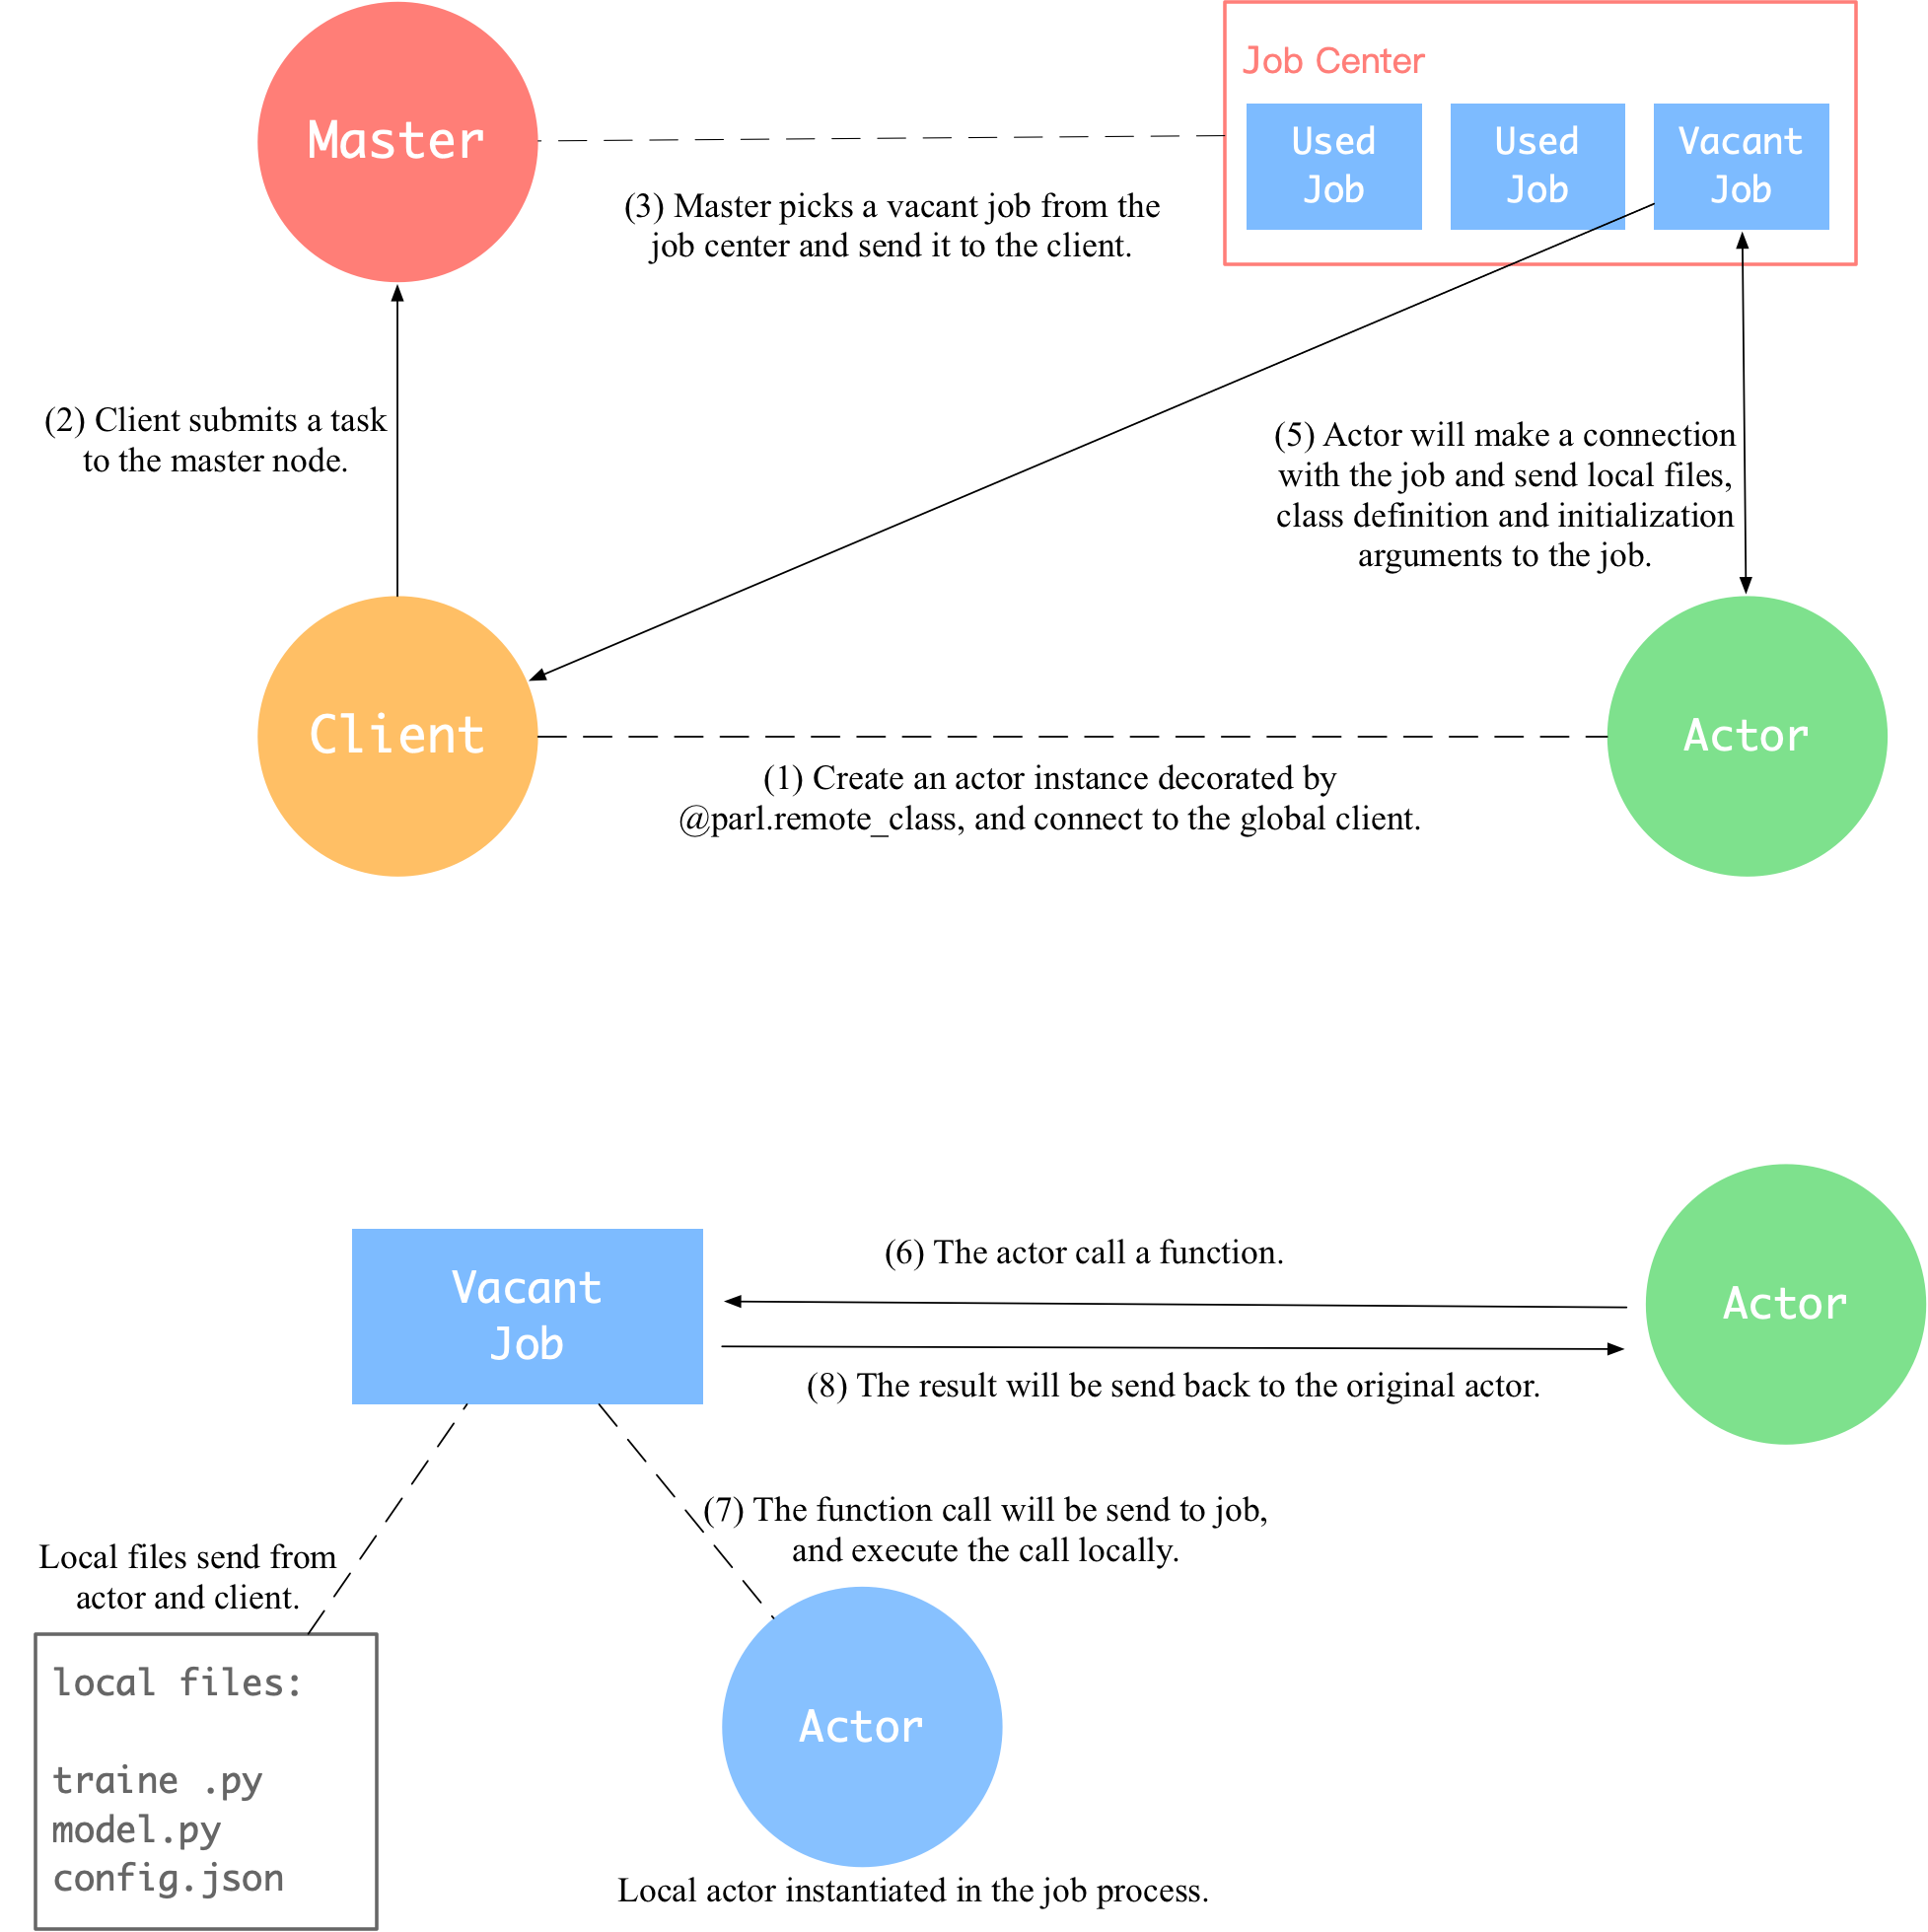 Master
Job Center
Used
Job
Used
Job
Vacant
Job
(3) Master picks a vacant job from the
job center and send it to the client.
(2) Client submits a task
to the master node.
(5) Actor will make a connection
with the job and send local files,
class definition and initialization
arguments to the job.
Client
Actor
(1) Create an actor instance decorated by
@parl.remote_class, and connect to the global client.
Vacant
Job
(6) The actor call a function.
Actor
(8) The result will be send back to the original actor.
(7) The function call will be send to job,
and execute the call locally.
Local files send from
actor and client.
local files:
traine .py
model.py
config.json
Actor
Local actor instantiated in the job process.